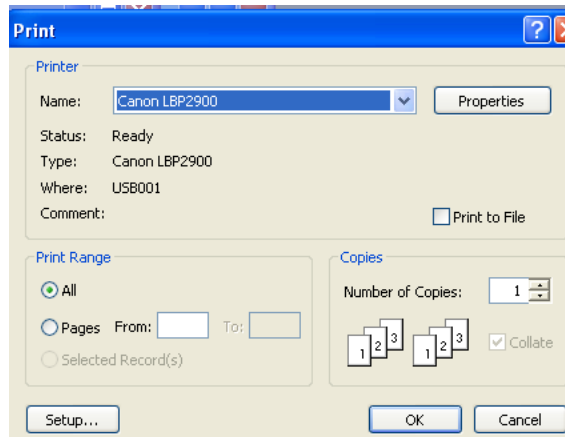 Print
Printer
Name: Canon LBP2900 Properties
Status: Ready
Type: Canon LBP2900
Where: USB001
Comment:
Print to File
Print Range
All
Pages From: To:
Selected Record(s)
Copies
Number of Copies: 1
1 2 3 1 2 3 Collate
Setup... OK Cancel